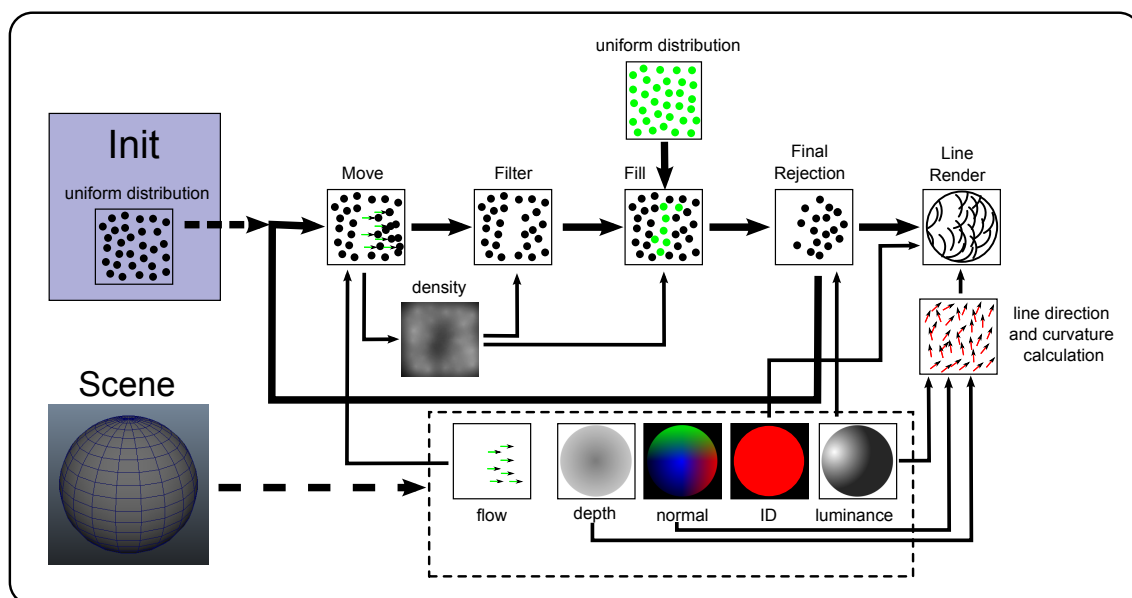 uniform distribution
Init
uniform distribution
Move
Filter
Fill
Final
Rejection
Line
Render
density
line direction
and curvature
calculation
Scene
flow
depth
normal
ID
luminance